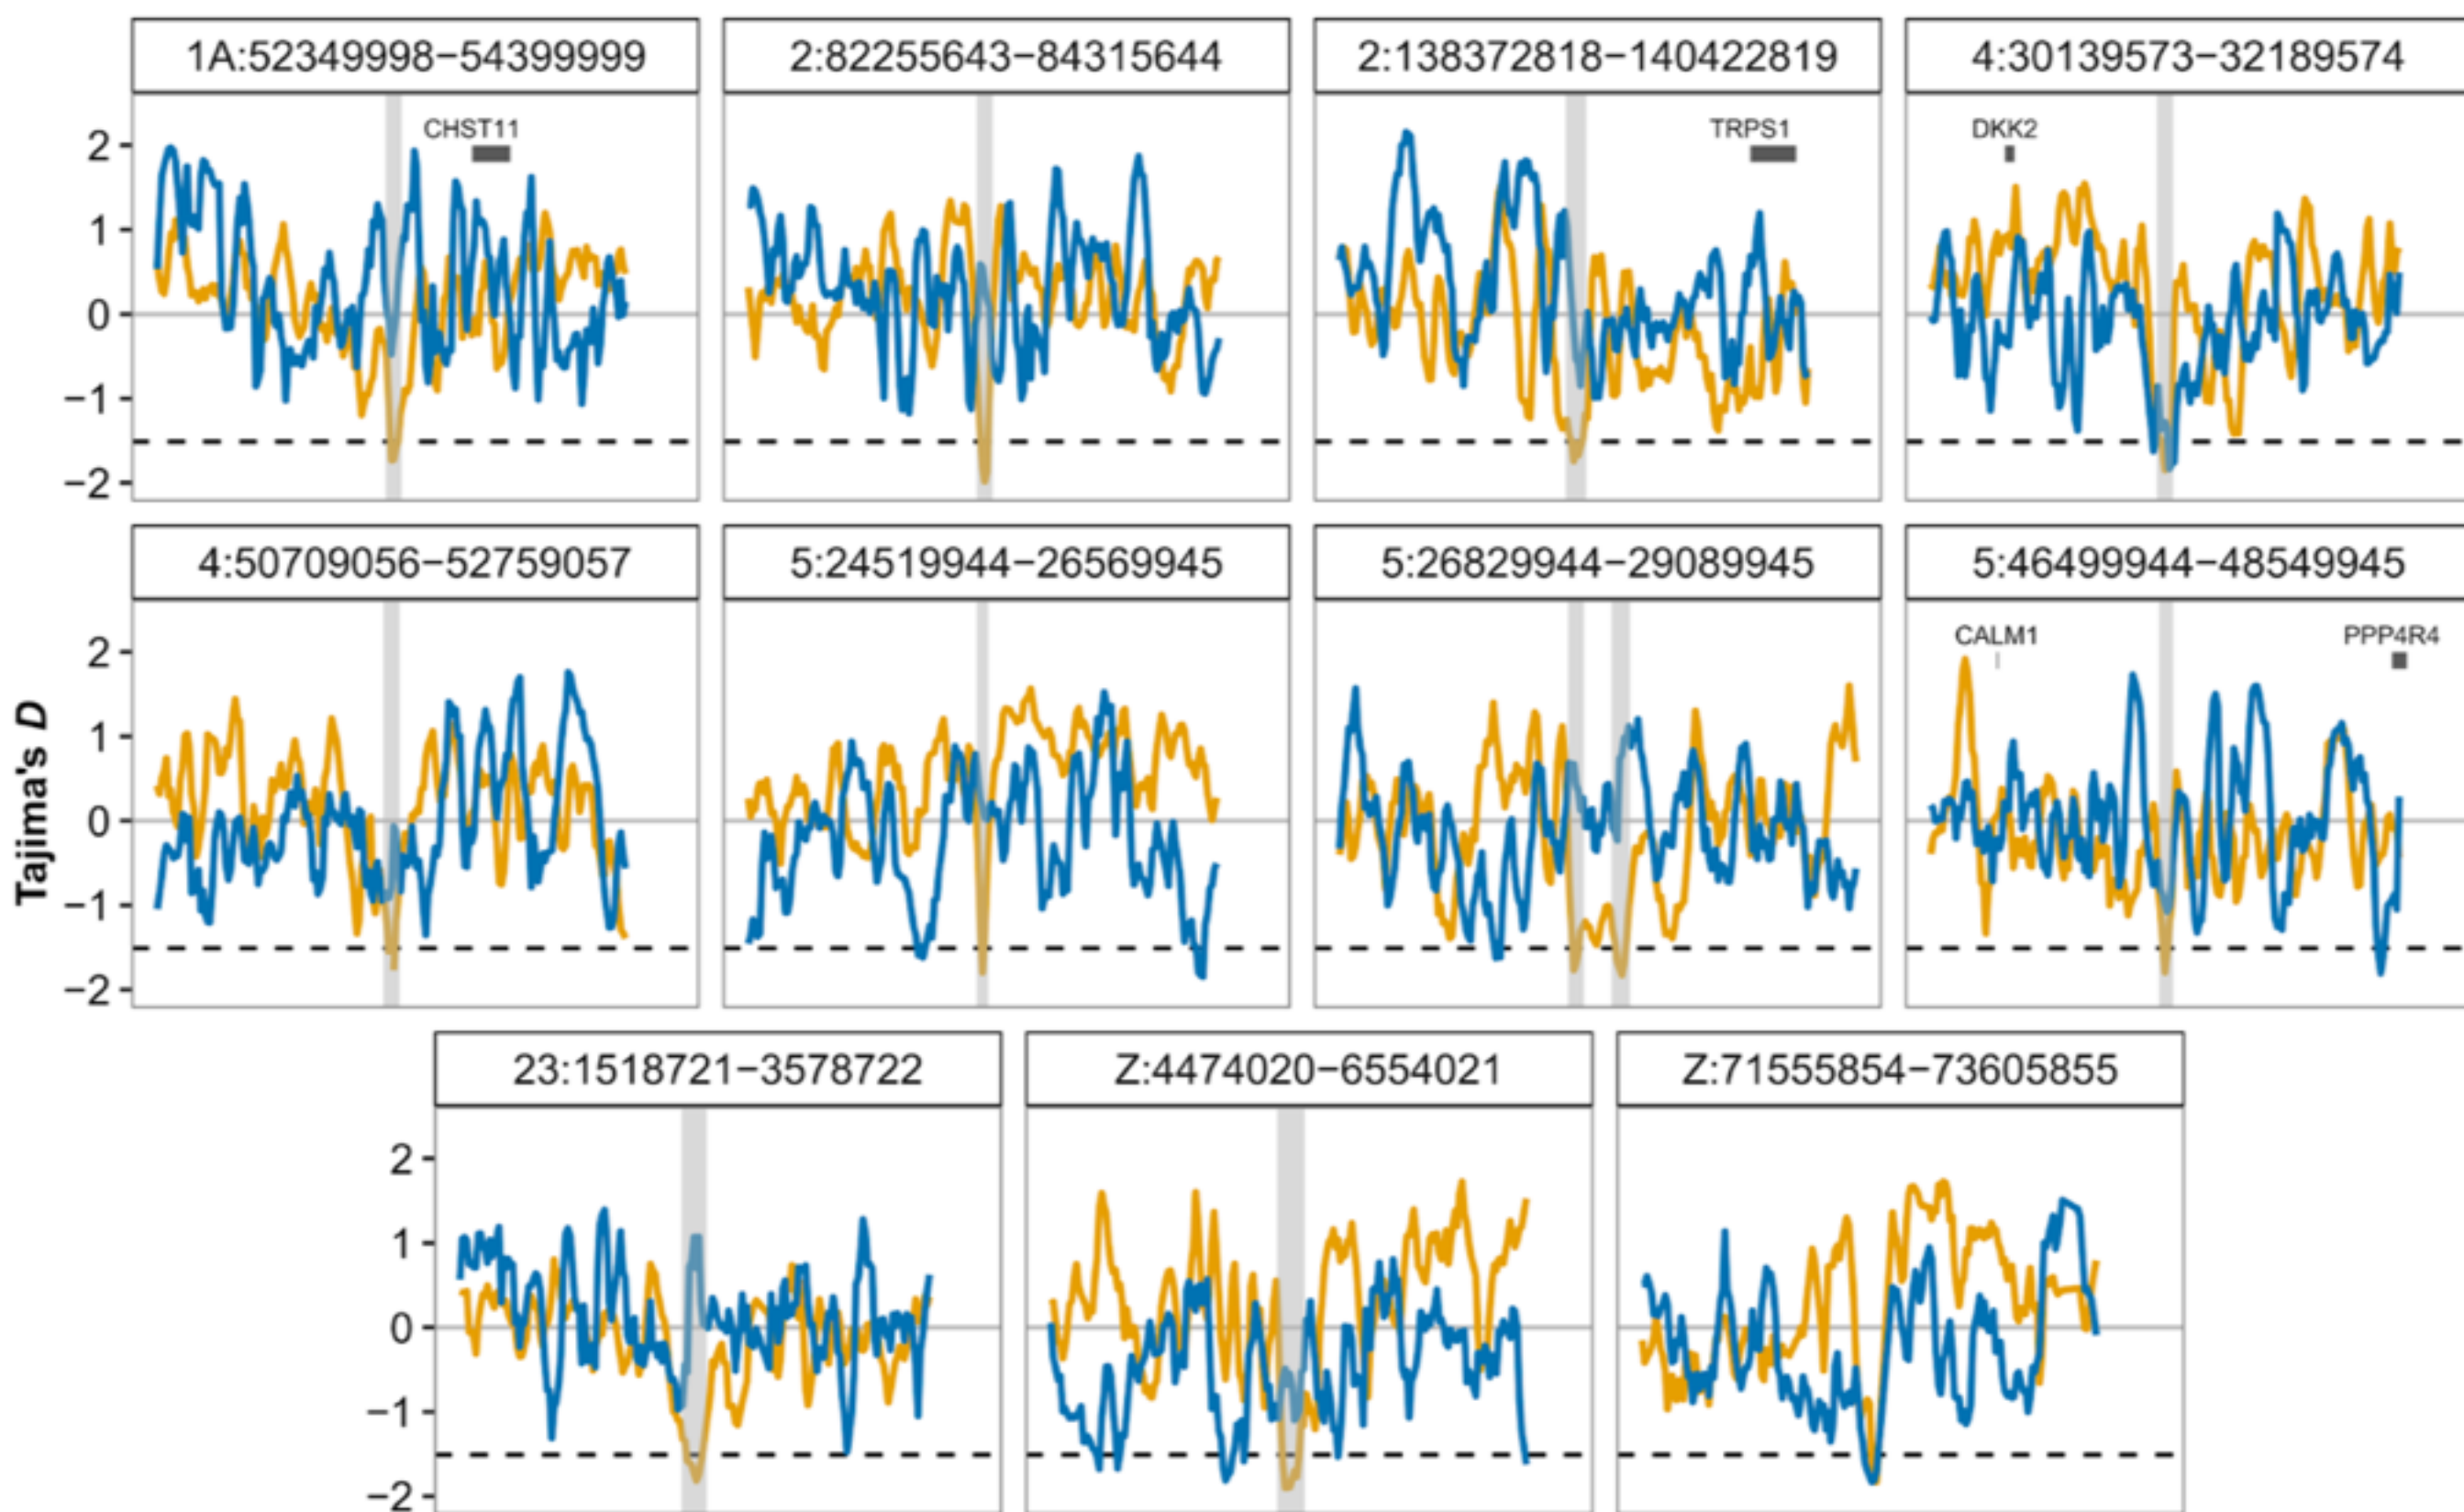 1A:52349998−54399999
2:82255643−84315644
2:138372818−140422819
4:30139573−32189574
CHST11
TRPS1
DKK2
2
1
0
−1
−2
4:50709056−52759057
5:24519944−26569945
5:26829944−29089945
5:46499944−48549945
CALM1
PPP4R4
2
1
0
−1
−2
Tajima's D
23:1518721−3578722
Z:4474020−6554021
Z:71555854−73605855
2
1
0
−1
−2